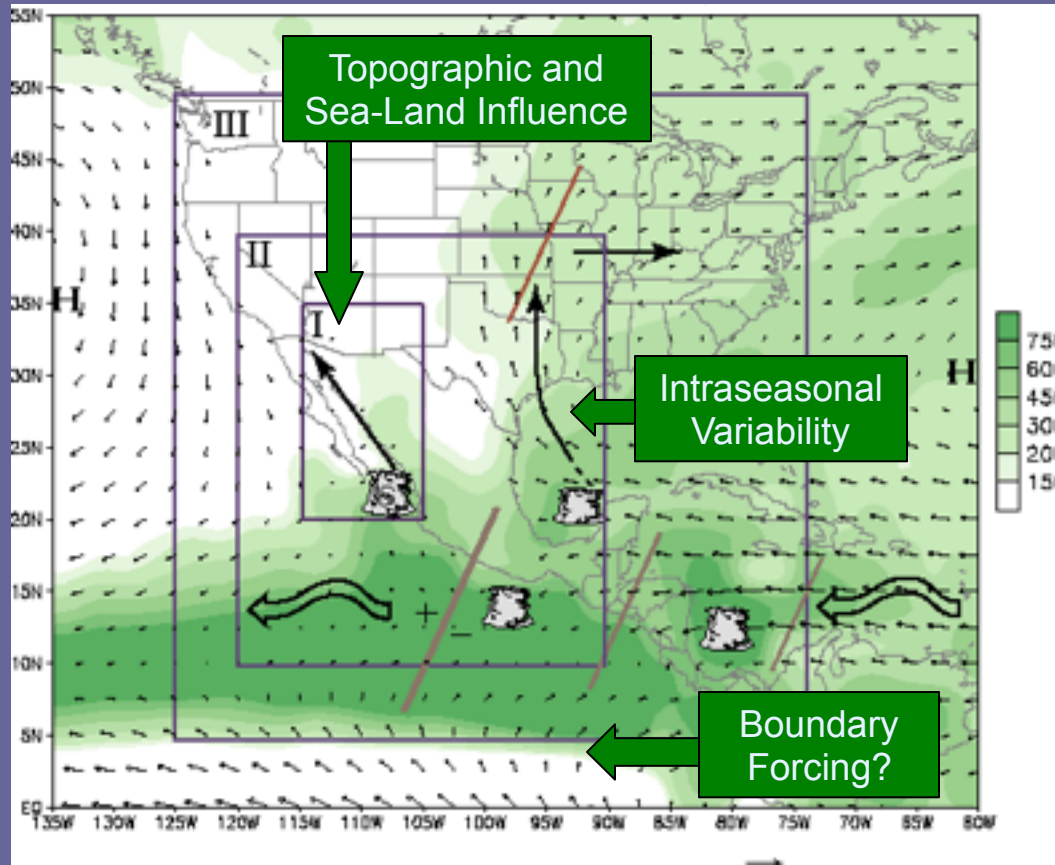 55N
50N
45N
40N
35N
30N
25N
20N
15N
10N
5N
EQ
Topographic and
Sea-Land Influence
III
II
I
H
H
Intraseasonal
Variability
+
–
Boundary
Forcing?
135W 130W 125W 120W 115W 110W 105W 100W 95W 90W 85W 80W 75W 70W 65W 60W